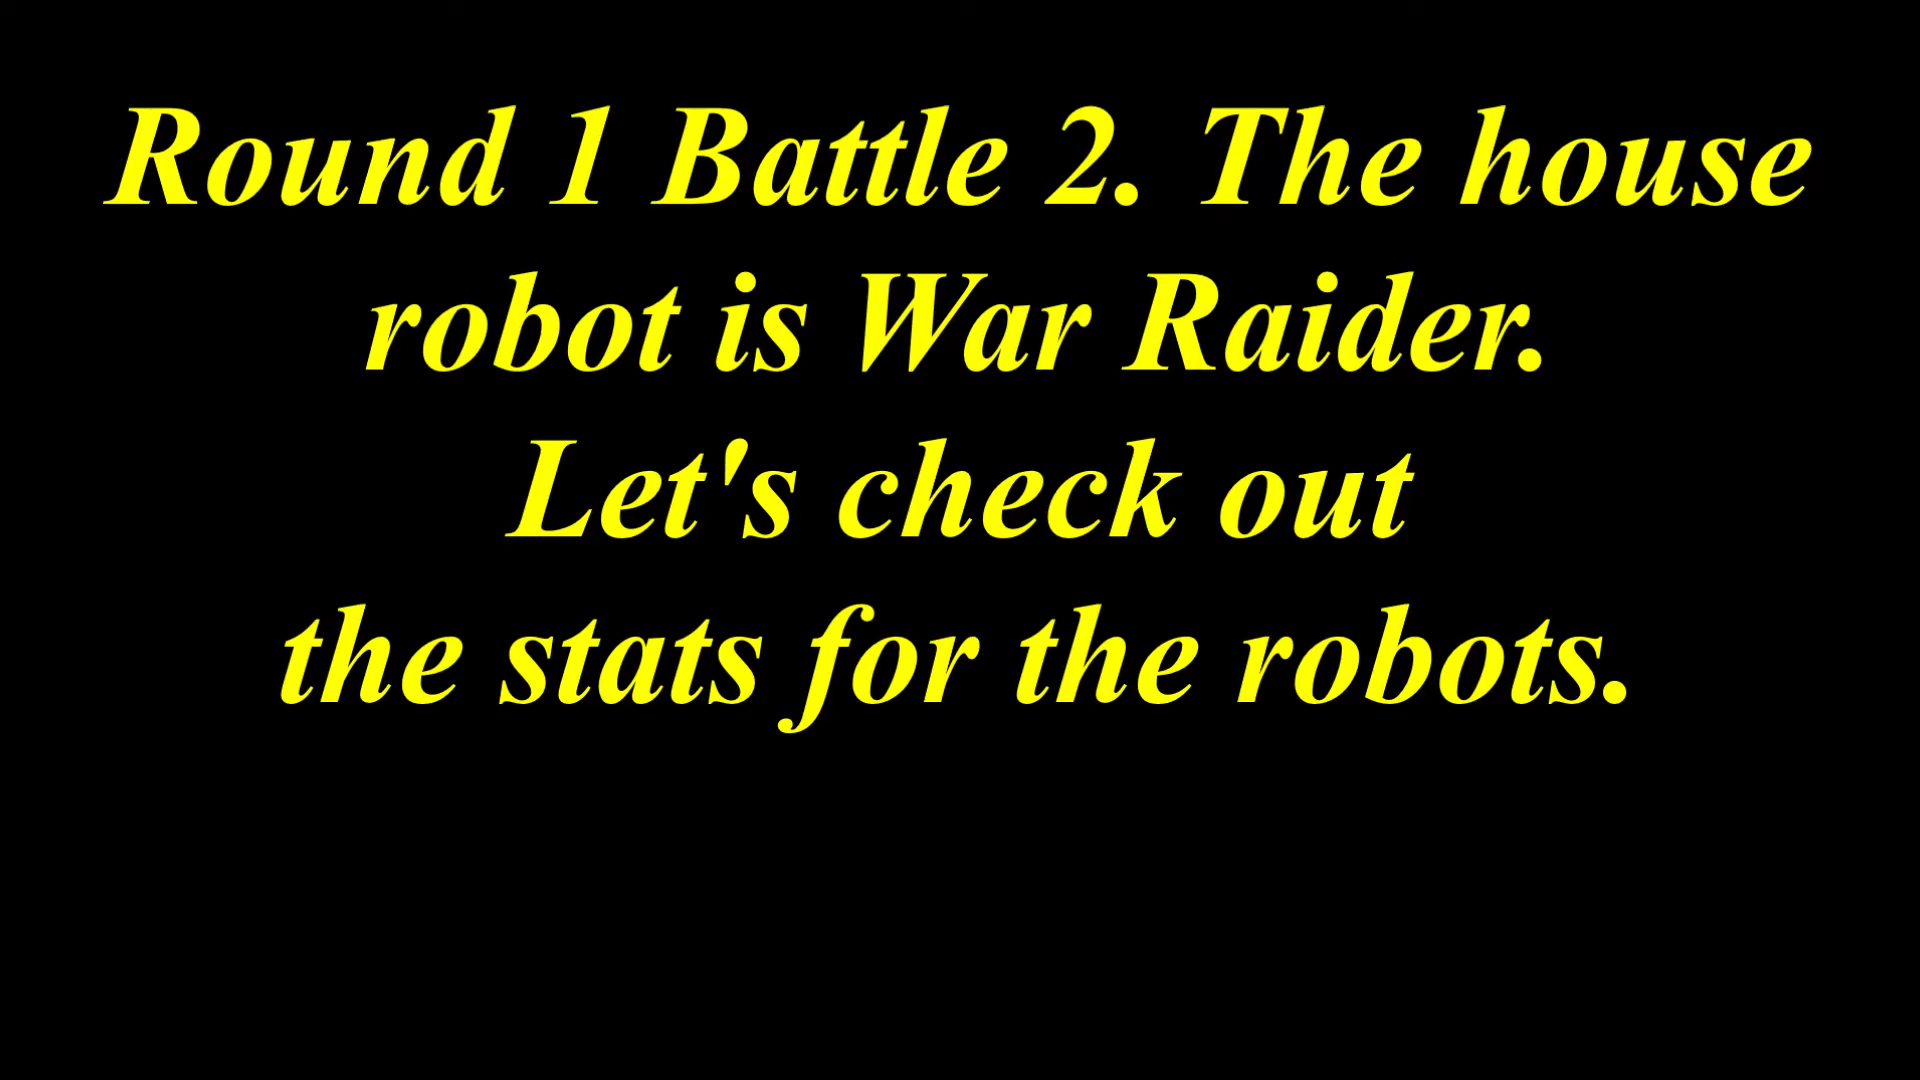 Round 1 Battle 2. The house
robot is War Raider.
Let's check out
the stats for the robots.